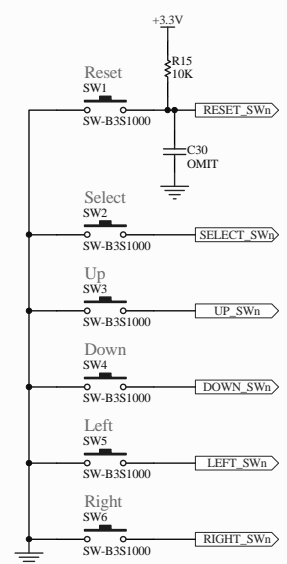 +3.3V
R15
10K
Reset
SW1
RESET_SWn
SW-B3S1000
C30
OMIT
Select
SW2
SELECT_SWn
SW-B3S1000
Up
SW3
UP_SWn
SW-B3S1000
Down
SW4
DOWN_SWn
SW-B3S1000
Left
SW5
LEFT_SWn
SW-B3S1000
Right
SW6
RIGHT_SWn
SW-B3S1000